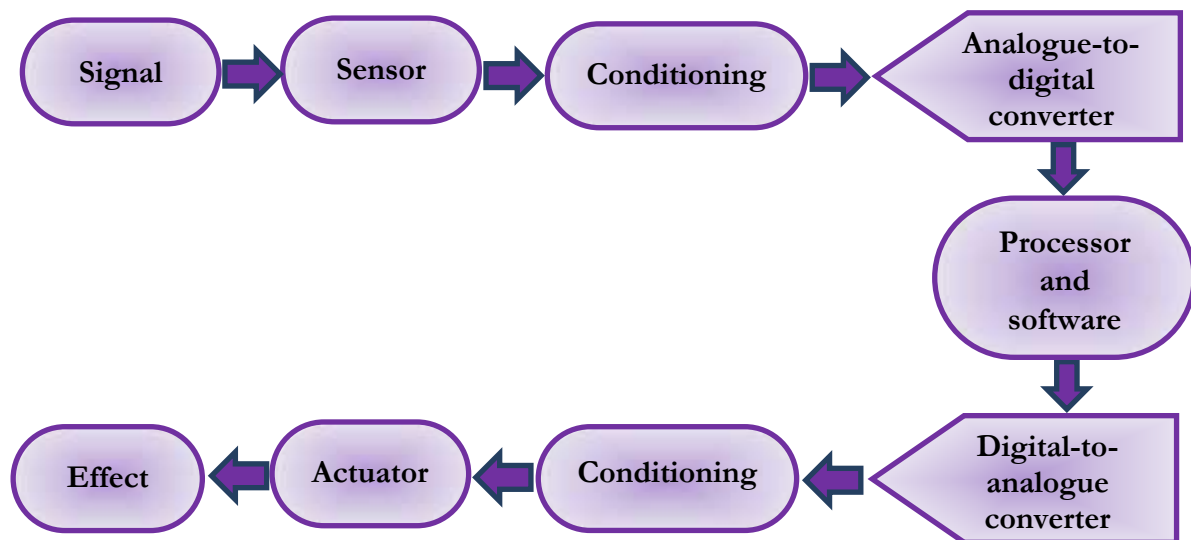 Signal
Sensor
Conditioning
Analogue-to-
digital
converter
Processor
and
software
Digital-to-
analogue
converter
Conditioning
Actuator
Effect